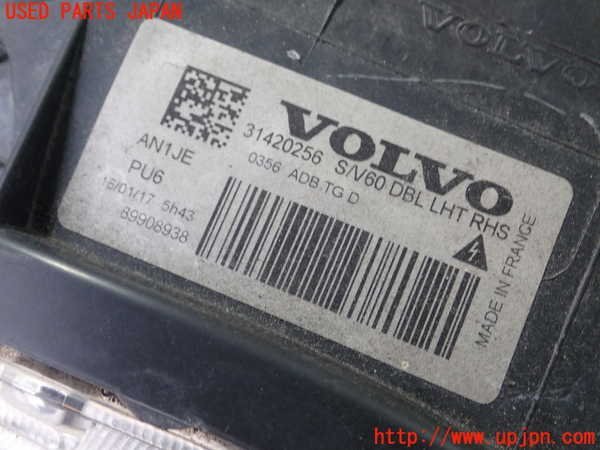 USED PARTS JAPAN
VOLVO
VOLVO
31420256 S/V60 DBL LHT RHS
0356 ADB.TG D
AN1JE
PU6
16/01/17 5h43
89908938
MADE IN FRANCE
http://www.upjpn.com